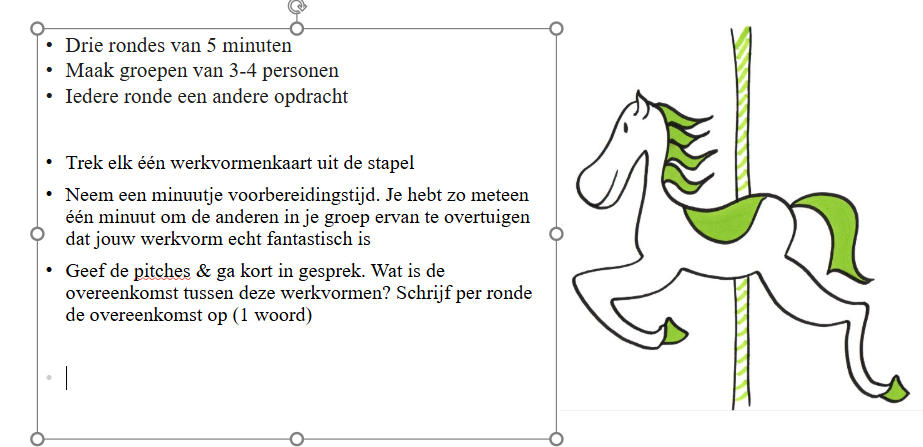 • Drie rondes van 5 minuten
• Maak groepen van 3-4 personen
• Iedere ronde een andere opdracht
• Trek elk één werkvormenkaart uit de stapel
• Neem een minuutje voorbereidingstijd. Je hebt zo meteen
één minuut om de anderen in je groep ervan te overtuigen
dat jouw werkvorm echt fantastisch is
• Geef de pitches & ga kort in gesprek. Wat is de
overeenkomst tussen deze werkvormen? Schrijf per ronde
de overeenkomst op (1 woord)